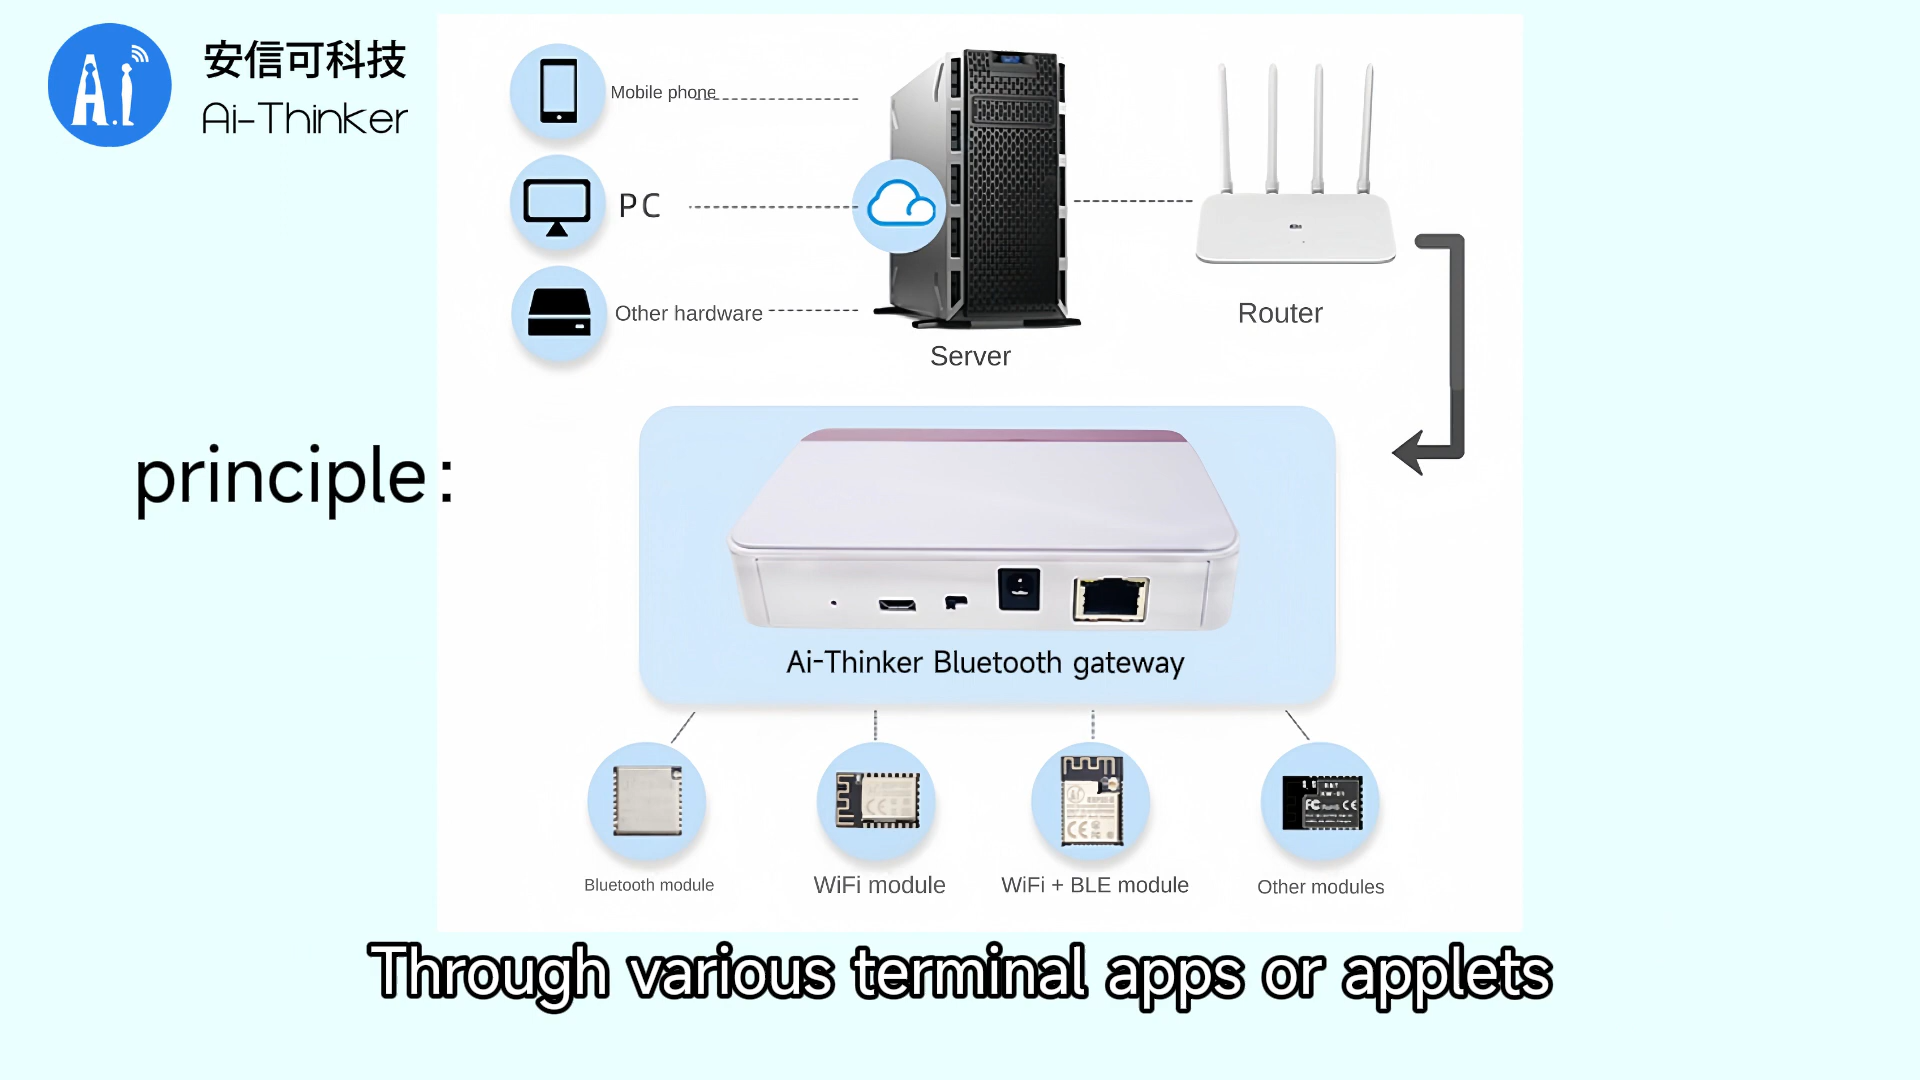 安信可科技
Ai-Thinker
Mobile phone
PC
Other hardware
Server
Router
principle:
Ai-Thinker Bluetooth gateway
Bluetooth module
WiFi module
WiFi + BLE module
Other modules
Through various terminal apps or applets